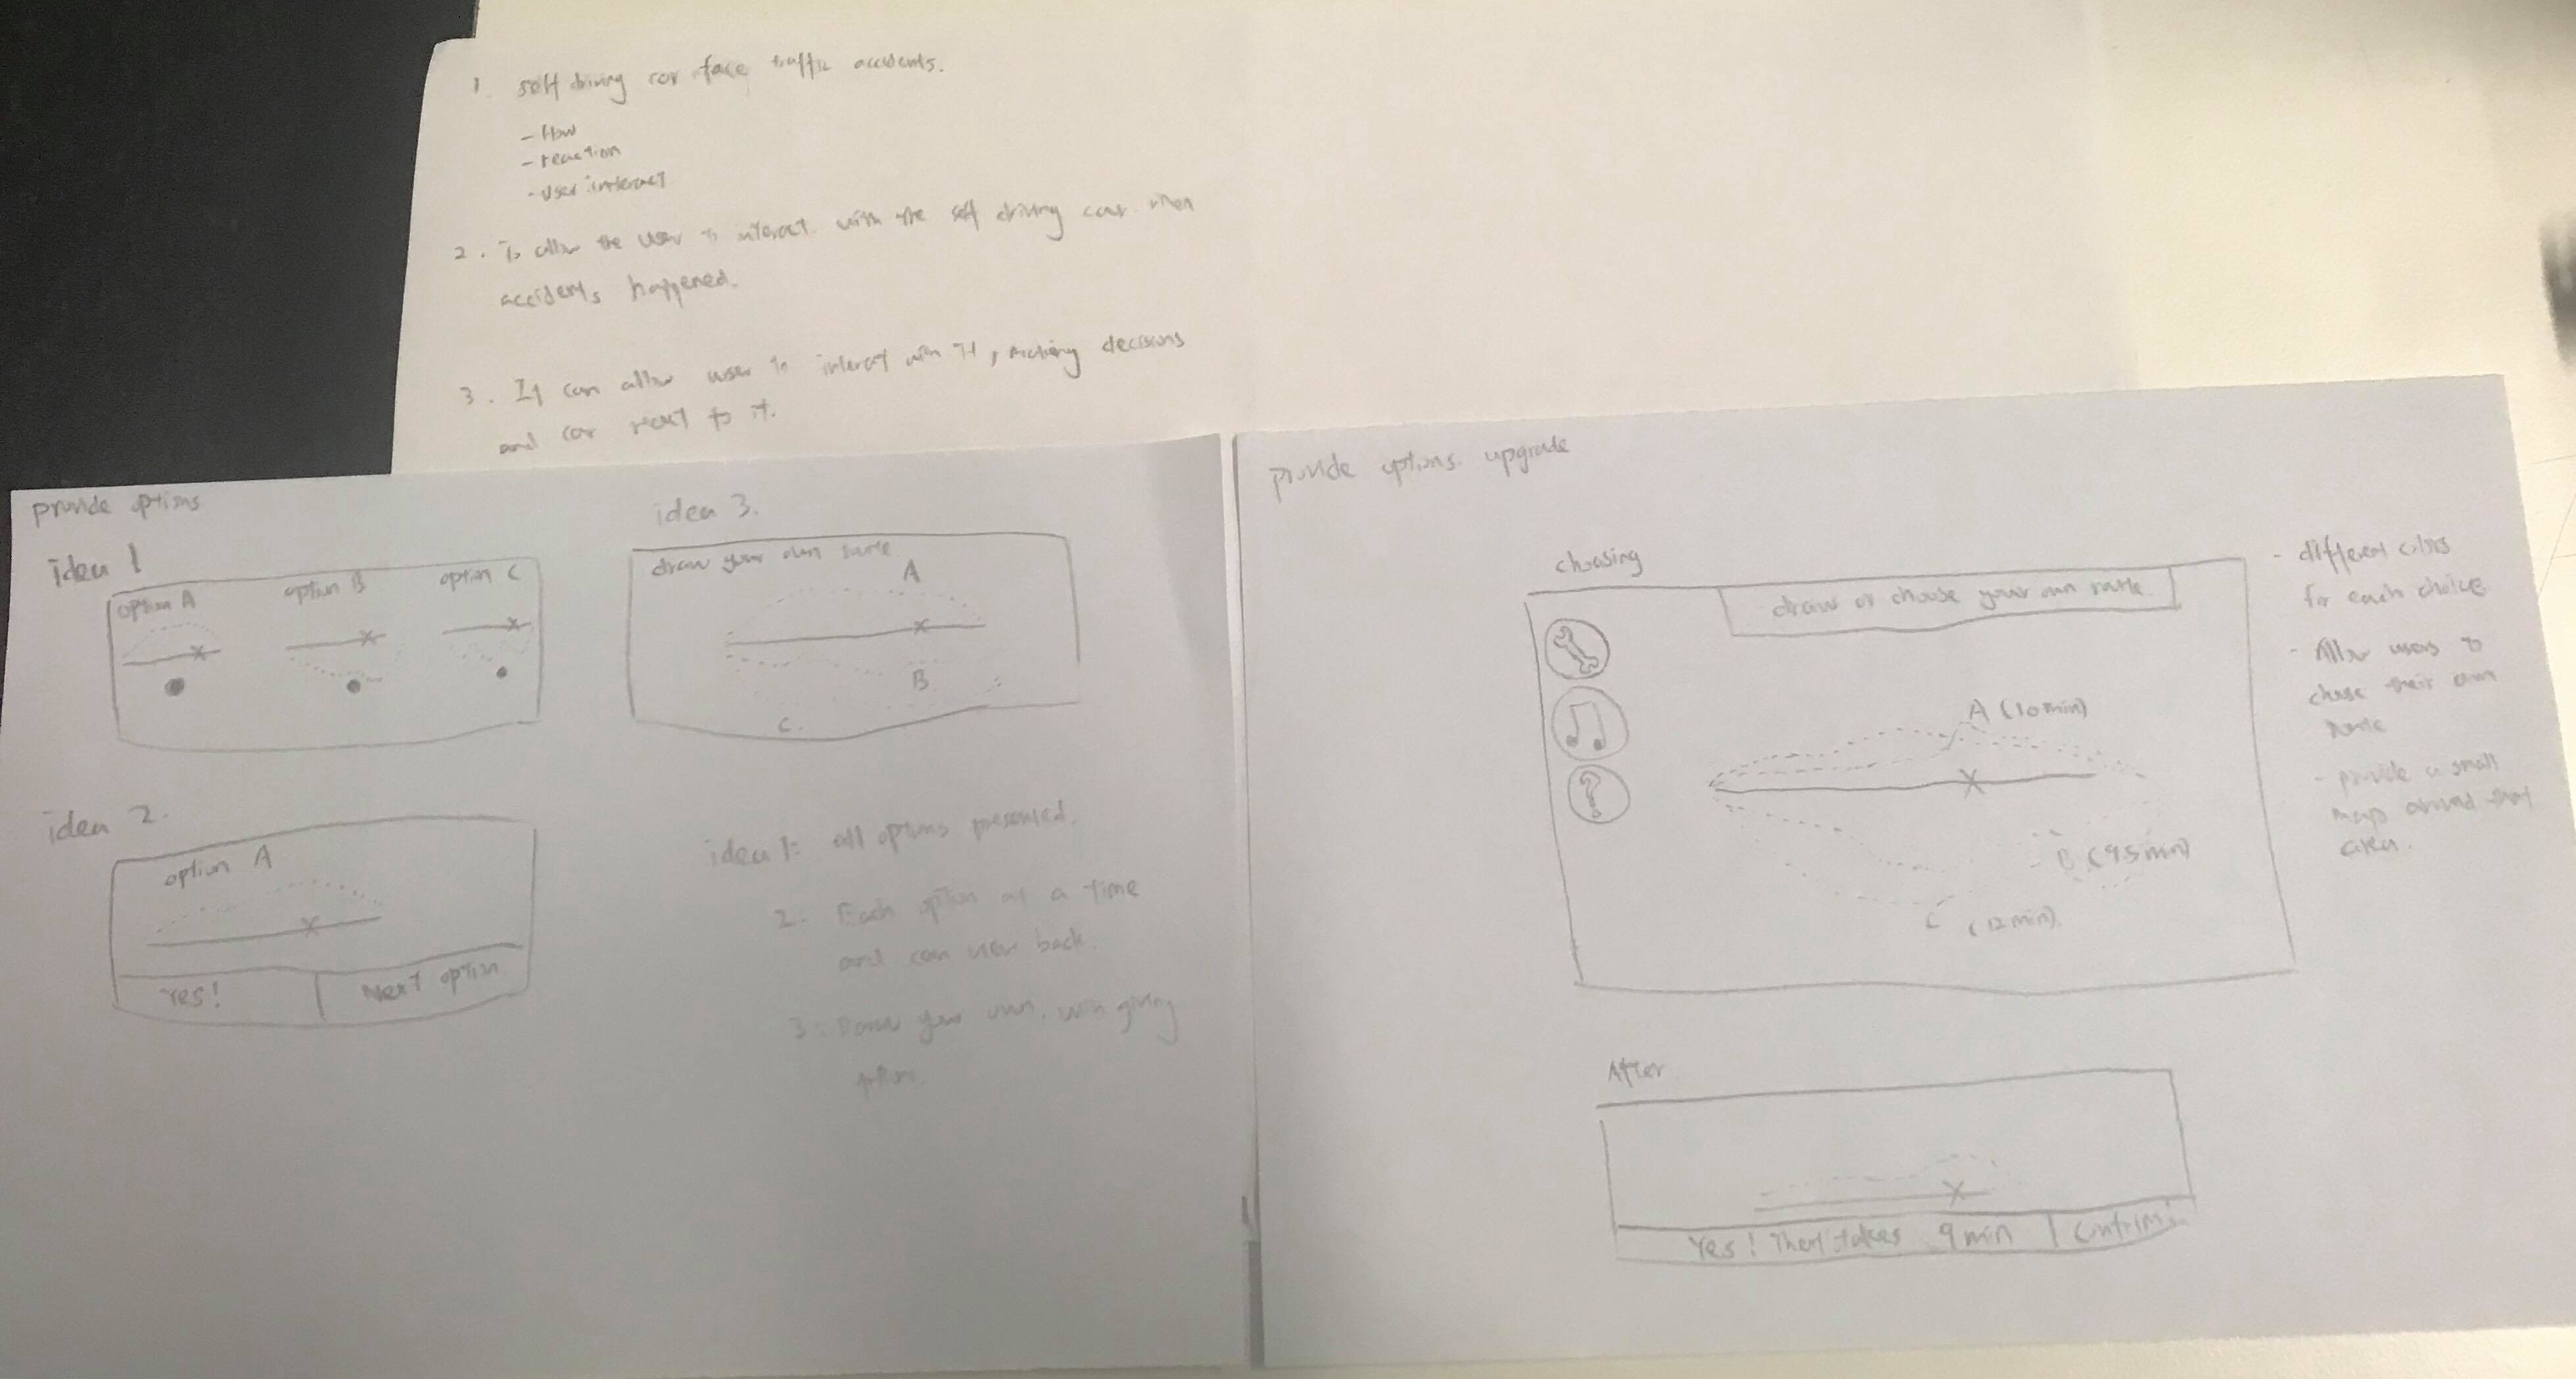 1. self driving car face traffic accidents.
- How
- reaction
- user interact
2. To allow the user to interact with the self driving car when
accidents happened.
3. It can allow user to interact with it, making decisions
and car react to it.
provide options
idea 1
option A
option B
option C
idea 2.
option A
Yes!
Next option
idea 3.
draw your own route
A
B
C.
idea 1: all options presented.
2: Each option at a time
and can view back.
3: Draw your own, with giving
provide options upgrade
choosing
draw or choose your own route
A (10min)
B (9.5min)
C (12min).
- different colors
for each choice
- Allow users to
chose their own
route
- provide a small
map around that
area.
After
Yes! That takes 9 min
Confirm